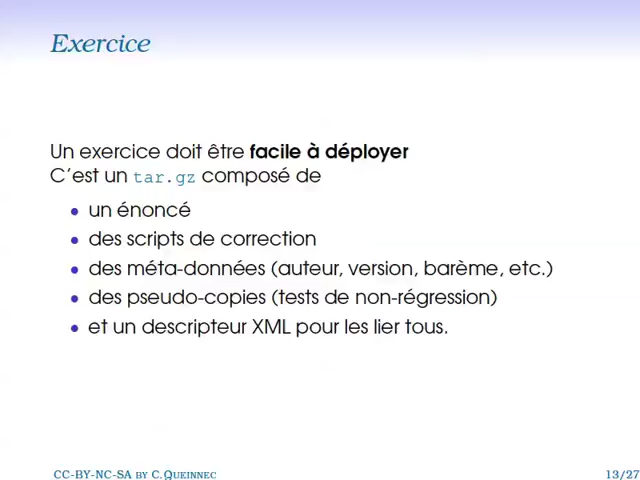 Exercice
Un exercice doit être facile à déployer
C'est un tar.gz composé de
• un énoncé
• des scripts de correction
• des méta-données (auteur, version, barème, etc.)
• des pseudo-copies (tests de non-régression)
• et un descripteur XML pour les lier tous.
CC-BY-NC-SA BY C.QUEINNEC 13/27